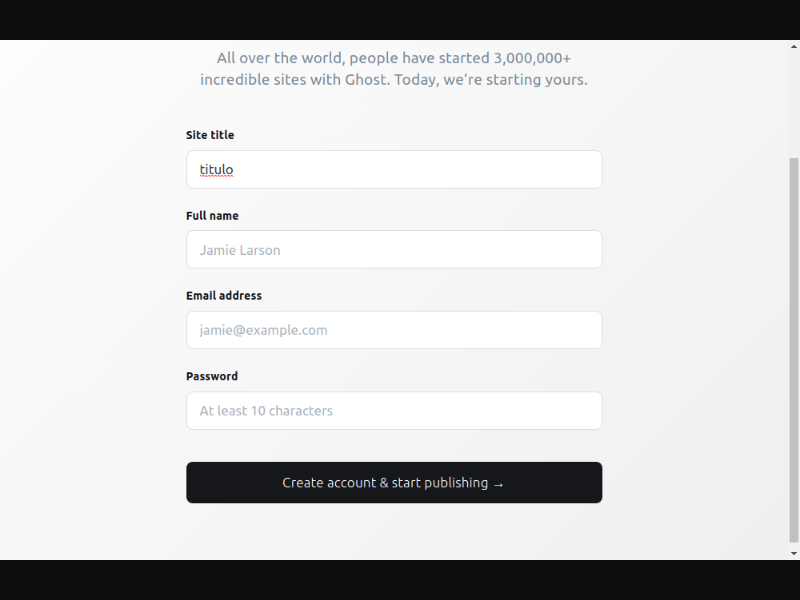 All over the world, people have started 3,000,000+
incredible sites with Ghost. Today, we’re starting yours.
Site title
titulo
Full name
Jamie Larson
Email address
jamie@example.com
Password
At least 10 characters
Create account & start publishing →